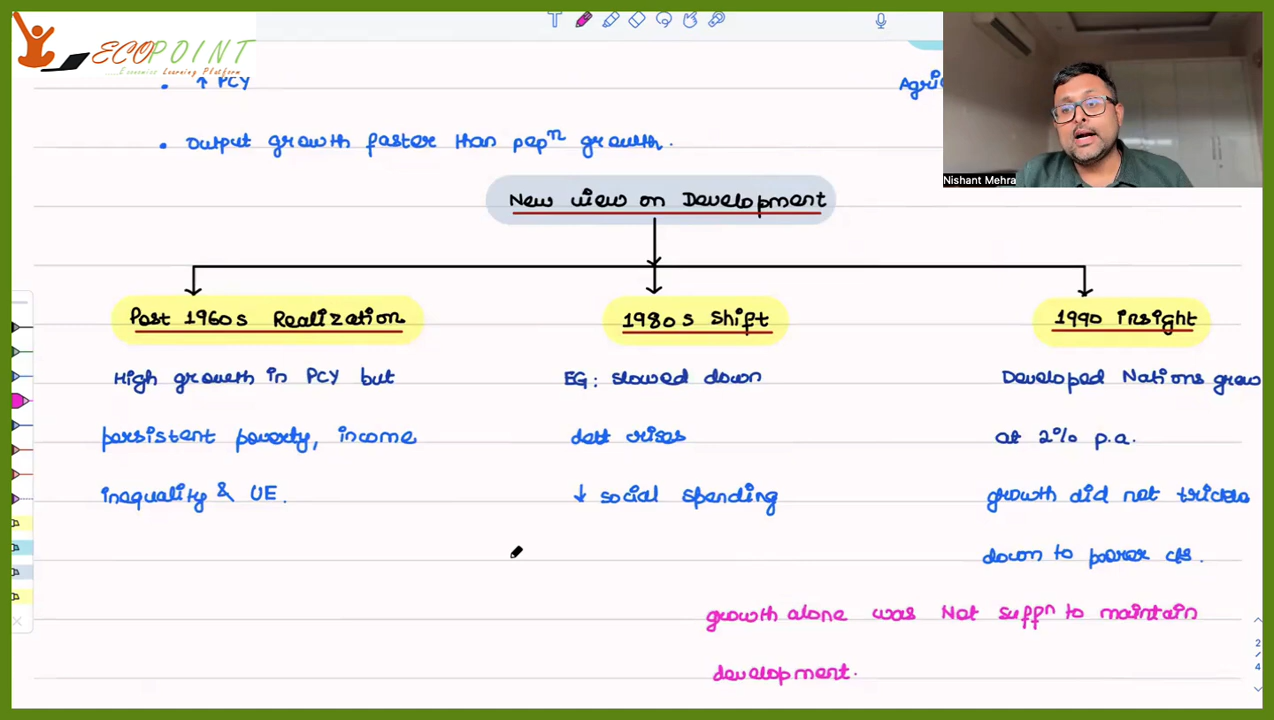 ECOPOINT
....Economics Learning Platform
• ↑ PCY
Agric
Nishant Mehra
• output growth faster than popⁿ growth.
New view on Development
Post 1960s Realization
High growth in PCY but
persistent poverty, income
inequality & UE.
1980s Shift
EG: slowed down
debt crises
↓ social spending
1990 insight
Developed Nations grew
at 2% p.a.
growth did not trickle
down to poorer c/s.
growth alone was Not suffⁿ to maintain
development.
2
/
4